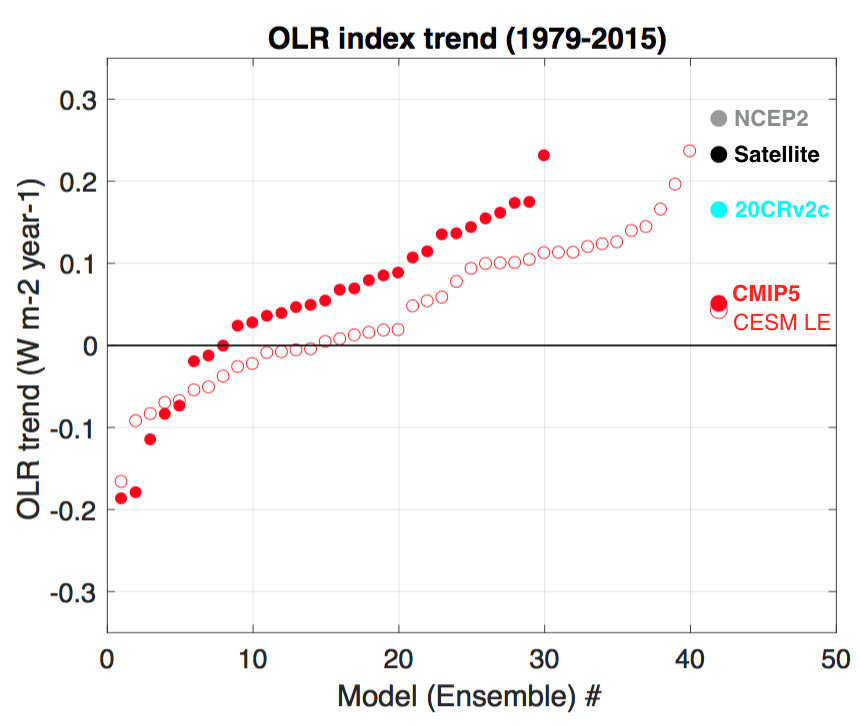 OLR index trend (1979-2015)
OLR trend (W m-2 year-1)
0.3
0.2
0.1
0
-0.1
-0.2
-0.3
NCEP2
Satellite
20CRv2c
CMIP5
CESM LE
0 10 20 30 40 50
Model (Ensemble) #